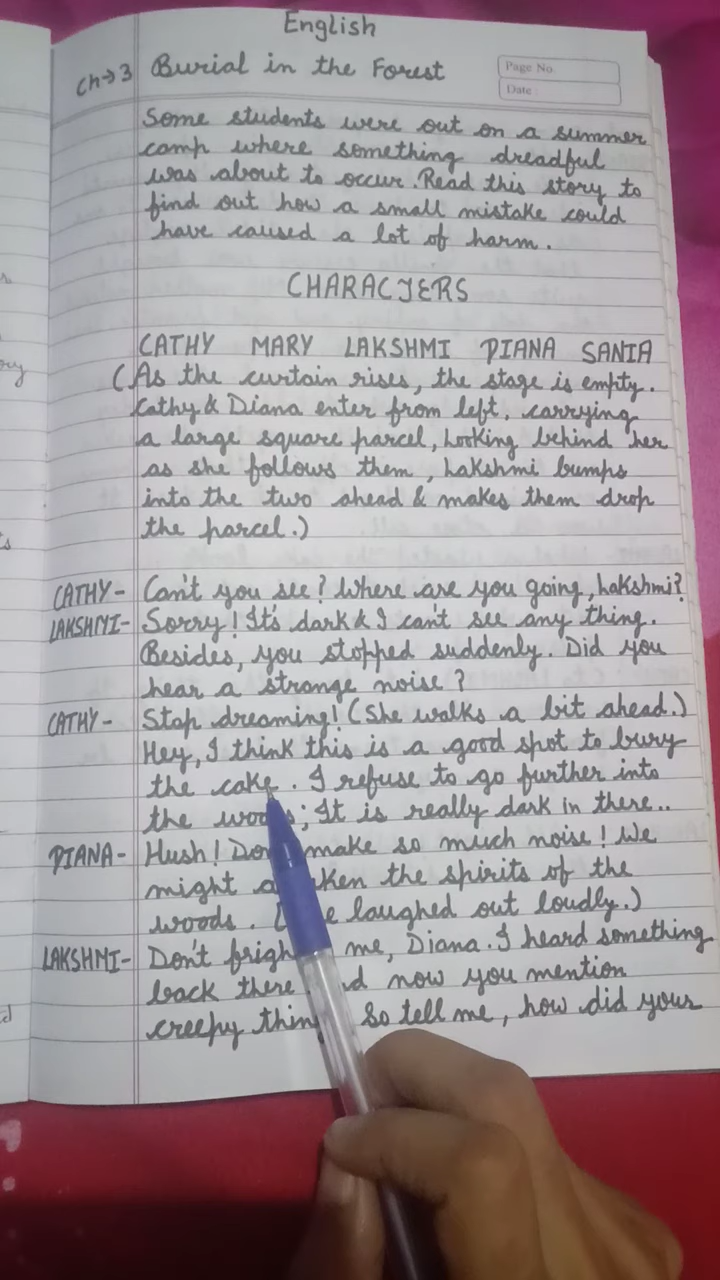 English
Ch→3 Burial in the Forest
Page No.
Date:
Some students were out on a summer
camp where something dreadful
was about to occur. Read this story to
find out how a small mistake could
have caused a lot of harm.
CHARACTERS
CATHY MARY LAKSHMI DIANA SANIA
(As the curtain rises, the stage is empty.
Cathy & Diana enter from left, carrying
a large square parcel, Looking behind her
as she follows them, Lakshmi bumps
into the two ahead & makes them drop
the parcel.)
CATHY- Can't you see? Where are you going, Lakshmi?
LAKSHMI- Sorry! It's dark & I can't see any thing.
Besides, you stopped suddenly. Did you
hear a strange noise?
CATHY- Stop dreaming! (She walks a bit ahead.)
Hey, I think this is a good spot to bury
the cake. I refuse to go further into
the woods; It is really dark in there..
DIANA- Hush! Don make so much noise! We
might a ken the spirits of the
woods. ( e laughed out loudly.)
LAKSHMI- Don't frigh me, Diana. I heard something
back there d now you mention
creepy thing So tell me, how did your